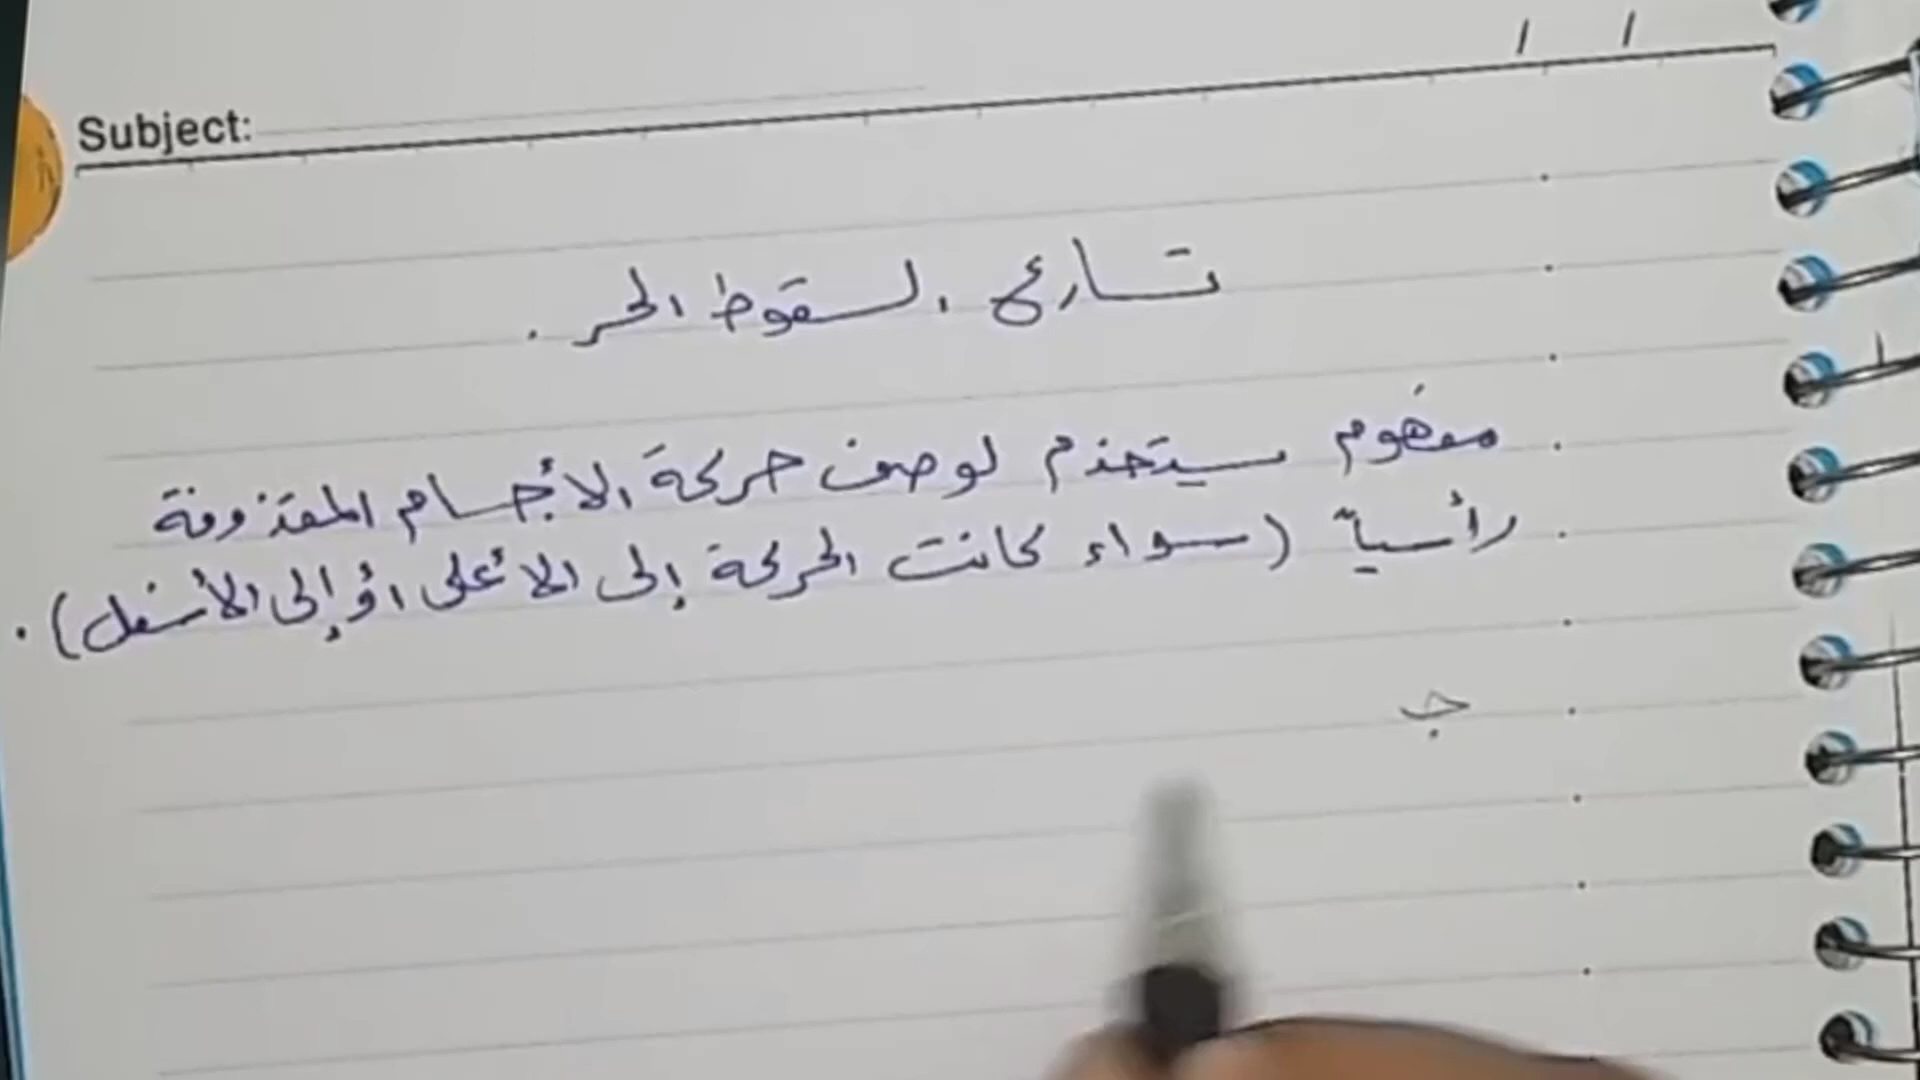 Subject:
/ /
تسارع السقوط الحر .
مفهوم يستخدم لوصف حركة الأجسام المقذوفة
رأسياً (سواء كانت الحركة إلى الأعلى أو إلى الأسفل) .
جب